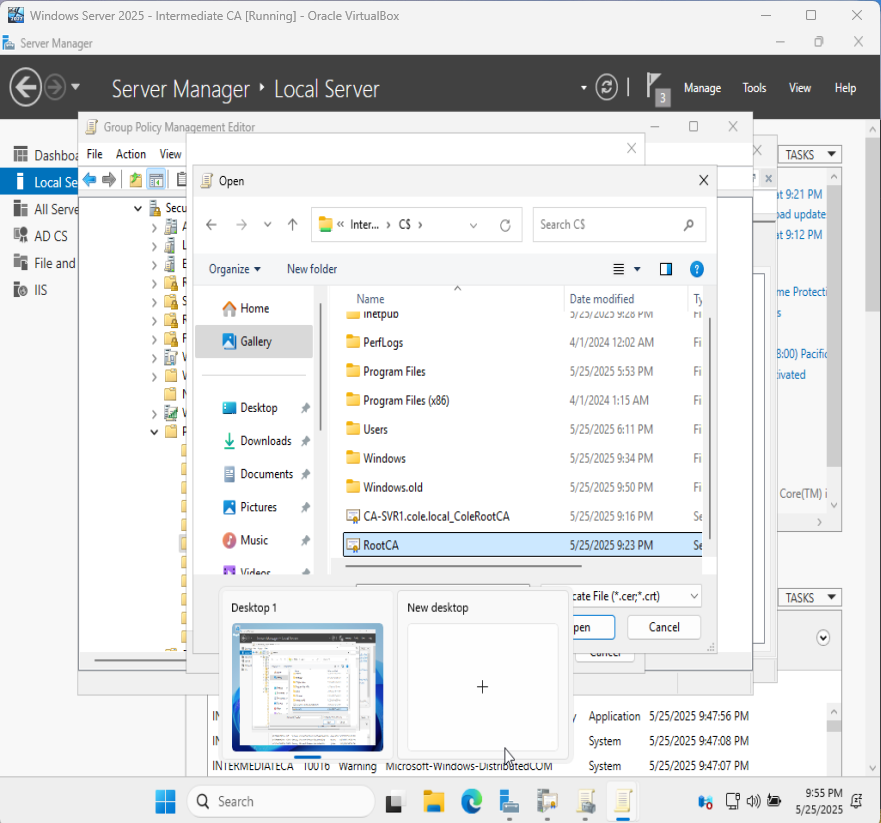 Windows Server 2025 - Intermediate CA [Running] - Oracle VirtualBox
Server Manager
Server Manager Local Server
3 Manage Tools View Help
Group Policy Management Editor
File Action View
TASKS
Dashboa
Local Se
All Serve
AD CS
File and
IIS
Secu
Open
Inter... C$
Search C$
Organize New folder
Home
Gallery
Desktop
Downloads
Documents
Pictures
Music
Videos
Name Date modified Ty
inetpub 5/25/2025 9:28 PM Fi
PerfLogs 4/1/2024 12:02 AM Fi
Program Files 5/25/2025 5:53 PM Fi
Program Files (x86) 4/1/2024 1:15 AM Fi
Users 5/25/2025 6:11 PM Fi
Windows 5/25/2025 9:34 PM Fi
Windows.old 5/25/2025 9:50 PM Fi
CA-SVR1.cole.local_ColeRootCA 5/25/2025 9:16 PM Se
RootCA 5/25/2025 9:23 PM Se
cate File (*.cer;*.crt)
pen Cancel
Cancel
at 9:21 PM
oad update
at 9:12 PM
me Protecti
s
8:00) Pacific
tivated
Core(TM) i
TASKS
Desktop 1
New desktop
y Application 5/25/2025 9:47:56 PM
System 5/25/2025 9:47:08 PM
INTERMEDIATECA 10016 Warning Microsoft-Windows-DistributedCOM System 5/25/2025 9:47:07 PM
Search
9:55 PM
5/25/2025